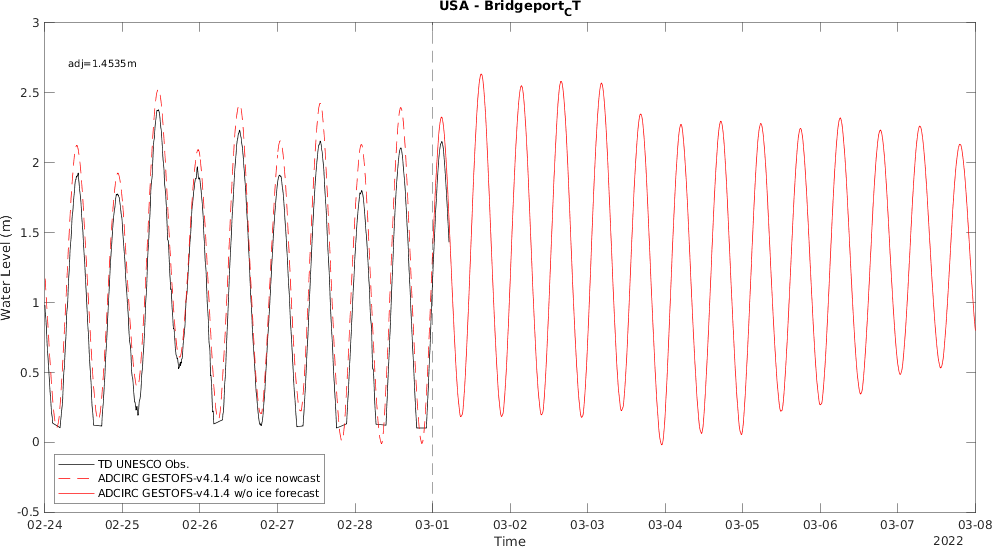 USA - Bridgeport_CT
adj=1.4535m
3
2.5
2
1.5
1
0.5
0
-0.5
Water Level (m)
TD UNESCO Obs.
ADCIRC GESTOFS-v4.1.4 w/o ice nowcast
ADCIRC GESTOFS-v4.1.4 w/o ice forecast
02-24 02-25 02-26 02-27 02-28 03-01 03-02 03-03 03-04 03-05 03-06 03-07 03-08
Time
2022